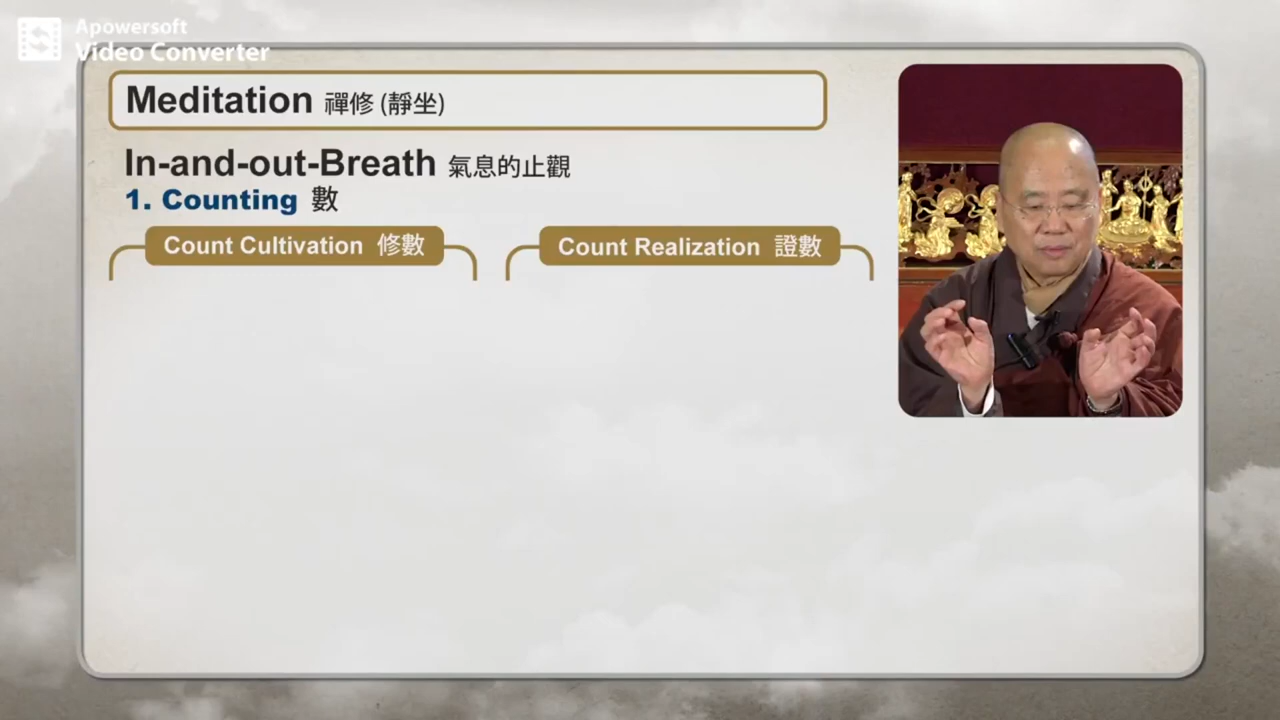 Apowersoft
Video Converter
Meditation 禪修 (靜坐)
In-and-out-Breath 氣息的止觀
1. Counting 數
Count Cultivation 修數
Count Realization 證數